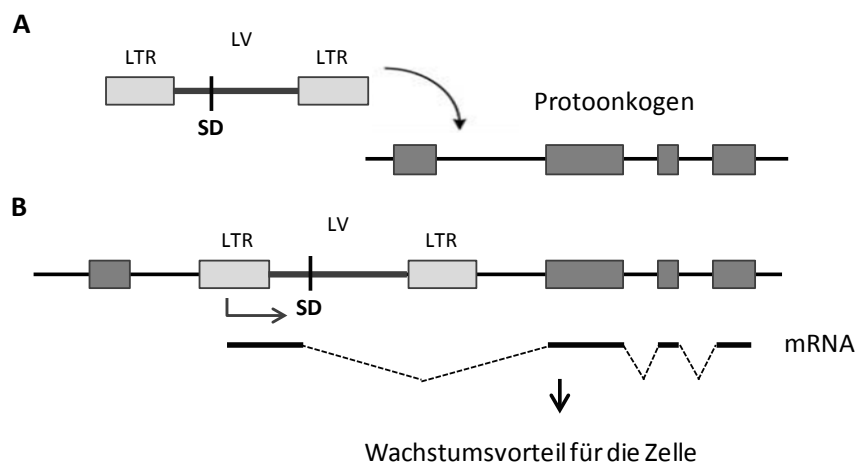 A
LV
LTR LTR
SD
Protoonkogen
B
LV
LTR LTR
SD
mRNA
Wachstumsvorteil für die Zelle